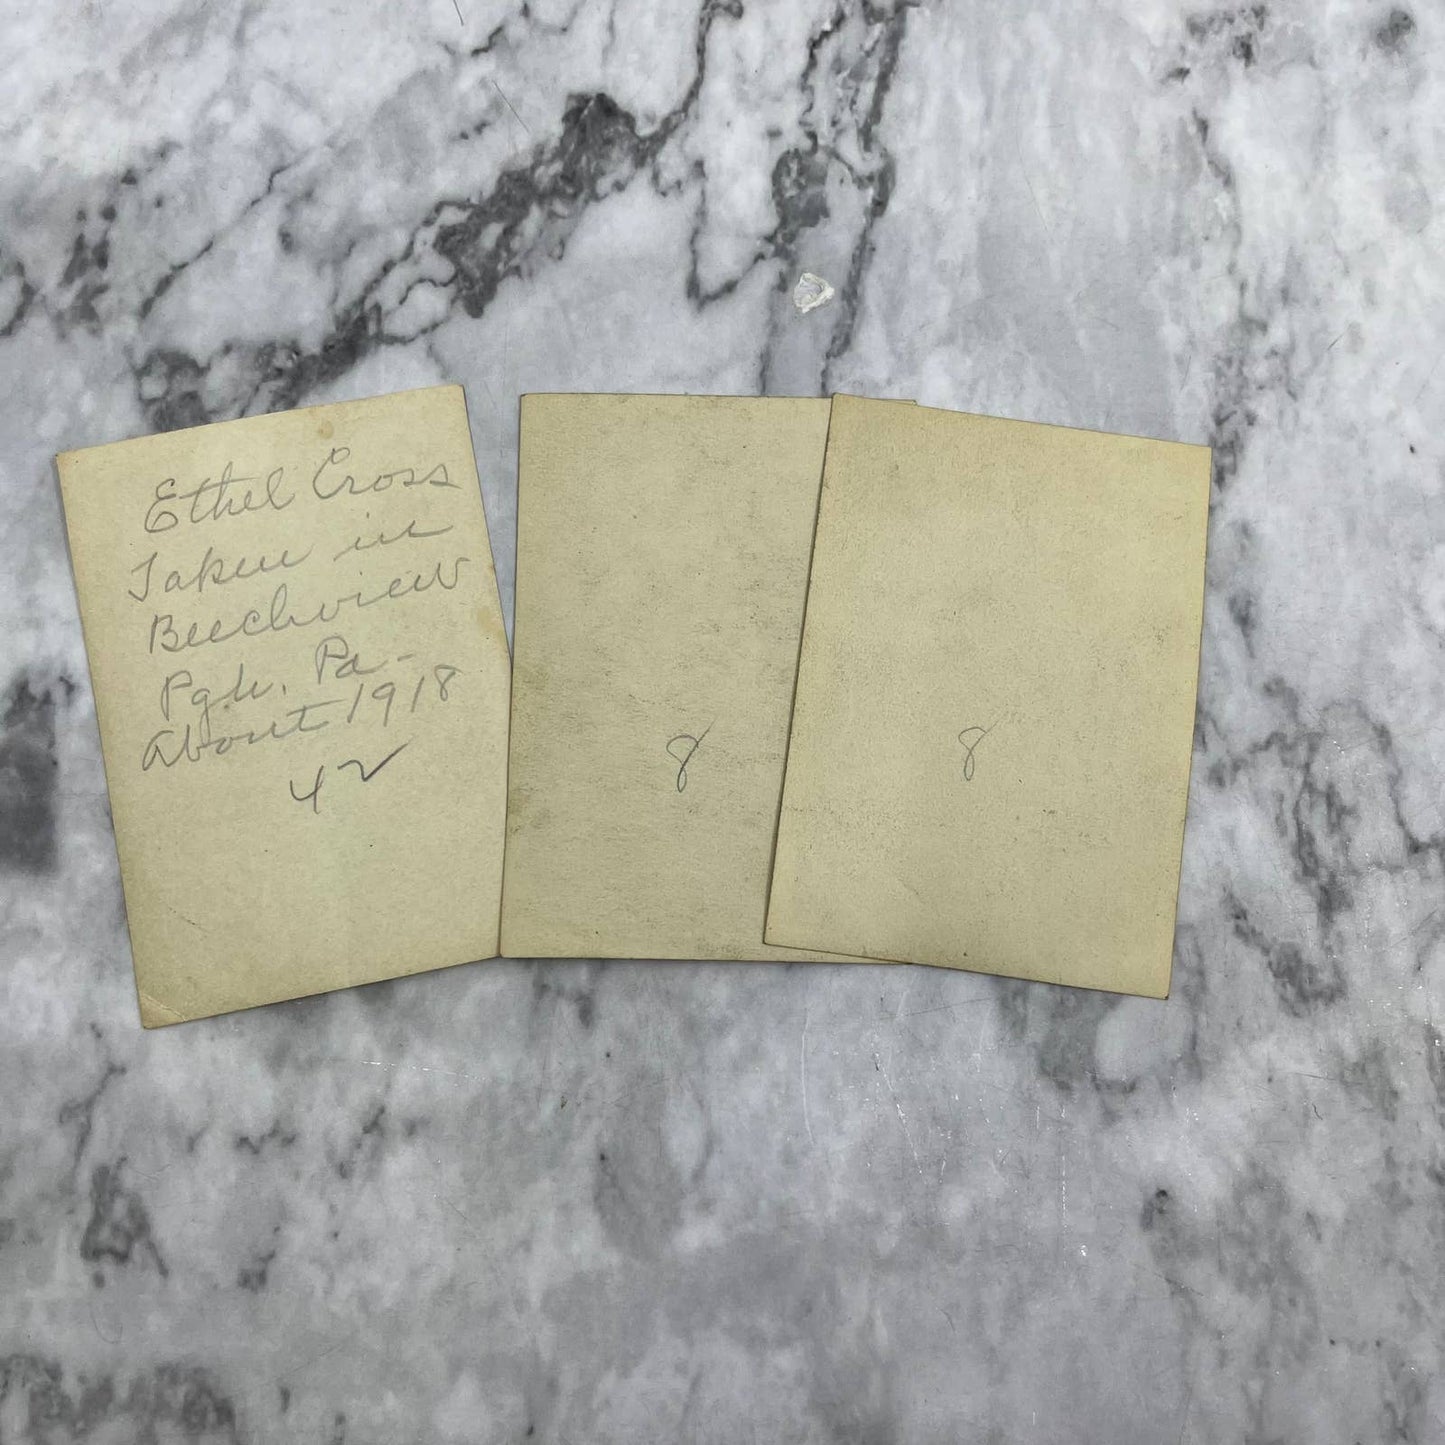 Ethel Cross
Taken in
Beechview
Pgh. Pa-
About 1918
42
8
8